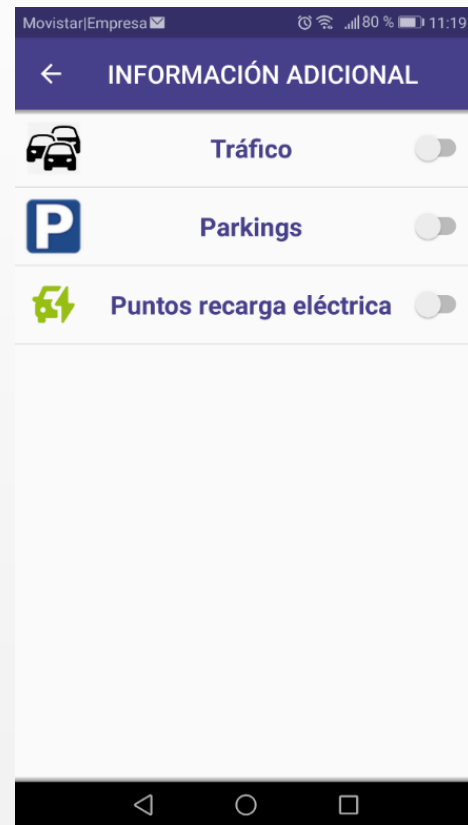 Movistar|Empresa 80 % 11:19
INFORMACIÓN ADICIONAL
Tráfico
P Parkings
Puntos recarga eléctrica